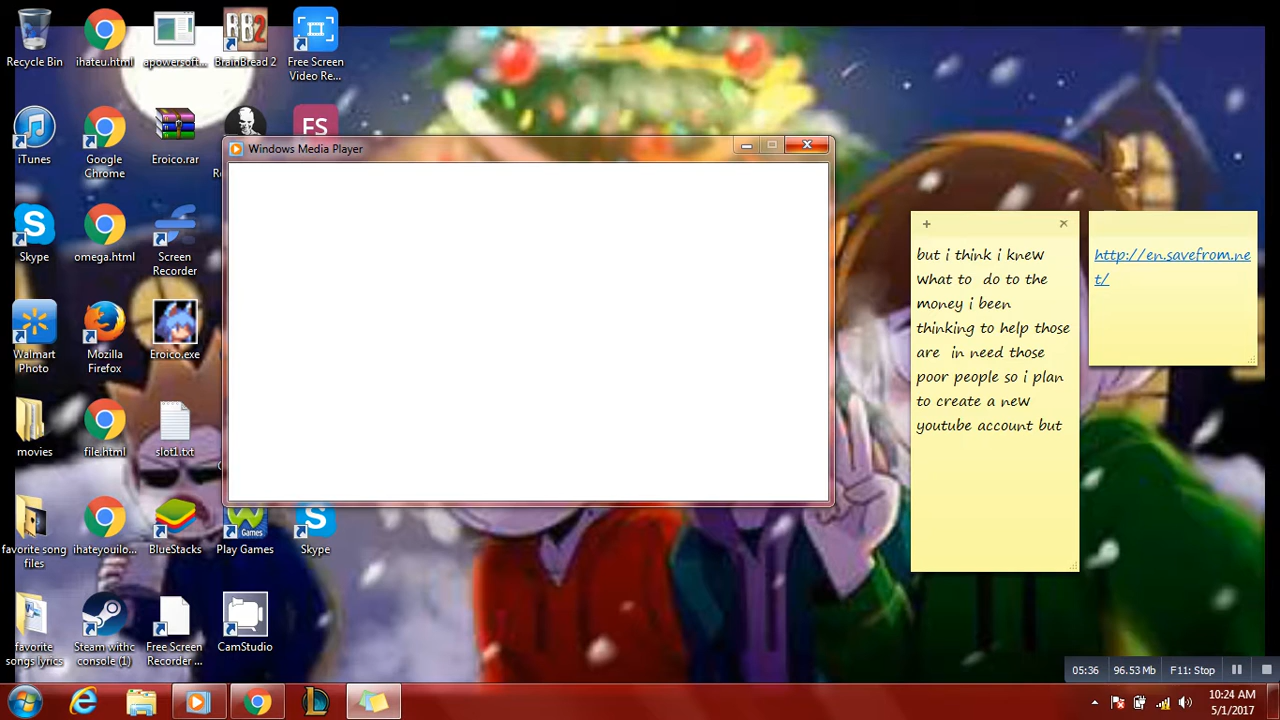 Recycle Bin
ihateu.html
apowersoft...
BrainBread 2
Free Screen
Video Re...
iTunes
Google
Chrome
Eroico.rar
FS
Skype
omega.html
Screen
Recorder
Walmart
Photo
Mozilla
Firefox
Eroico.exe
movies
file.html
slot1.txt
favorite song
files
ihateyouilo...
BlueStacks
Play Games
Skype
favorite
songs lyrics
Steam withc
console (1)
Free Screen
Recorder ...
CamStudio
Windows Media Player
but i think i knew
what to do to the
money i been
thinking to help those
are in need those
poor people so i plan
to create a new
youtube account but
http://en.savefrom.ne
t/
05:36
96.53 Mb
F11: Stop
10:24 AM
5/1/2017